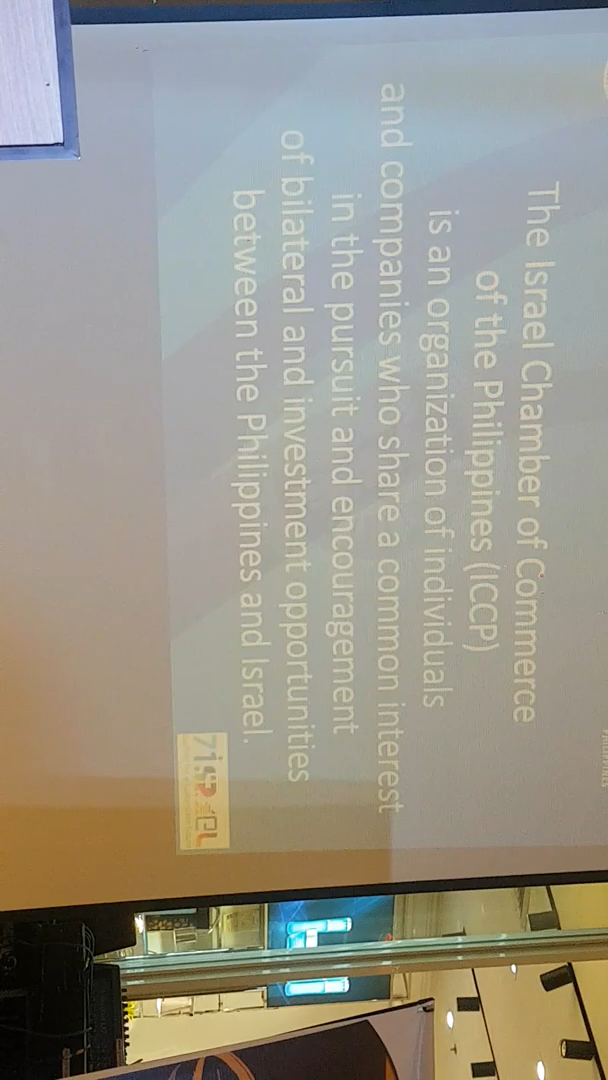 The Israel Chamber of Commerce
of the Philippines (ICCP)
is an organization of individuals
and companies who share a common interest
in the pursuit and encouragement
of bilateral and investment opportunities
between the Philippines and Israel.